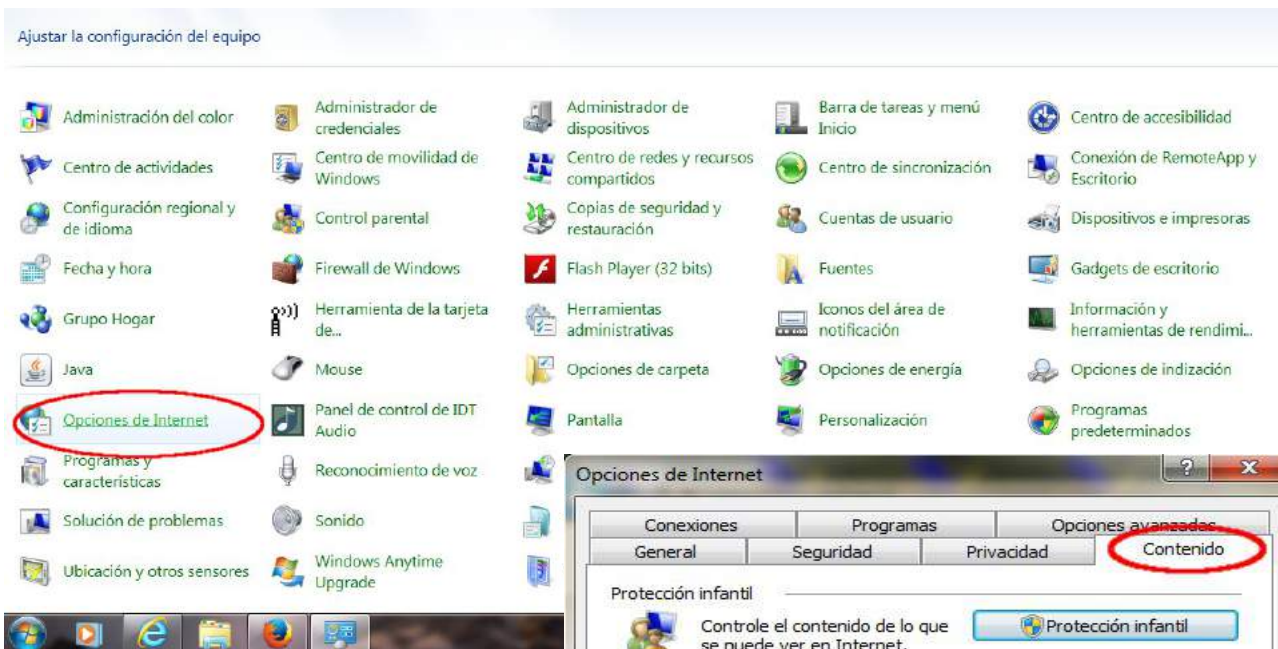 Ajustar la configuración del equipo
Administración del color
Administrador de
credenciales
Administrador de
dispositivos
Barra de tareas y menú
Inicio
Centro de accesibilidad
Centro de actividades
Centro de movilidad de
Windows
Centro de redes y recursos
compartidos
Centro de sincronización
Conexión de RemoteApp y
Escritorio
Configuración regional y
de idioma
Control parental
Copias de seguridad y
restauración
Cuentas de usuario
Dispositivos e impresoras
Fecha y hora
Firewall de Windows
Flash Player (32 bits)
Fuentes
Gadgets de escritorio
Grupo Hogar
Herramienta de la tarjeta
de...
Herramientas
administrativas
Iconos del área de
notificación
Información y
herramientas de rendimi...
Java
Mouse
Opciones de carpeta
Opciones de energía
Opciones de indización
Opciones de Internet
Panel de control de IDT
Audio
Pantalla
Personalización
Programas
predeterminados
Programas y
características
Reconocimiento de voz
Solución de problemas
Sonido
Ubicación y otros sensores
Windows Anytime
Upgrade
Opciones de Internet
Conexiones
Programas
Opciones avanzadas
General
Seguridad
Privacidad
Contenido
Protección infantil
Controle el contenido de lo que
se puede ver en Internet.
Protección infantil